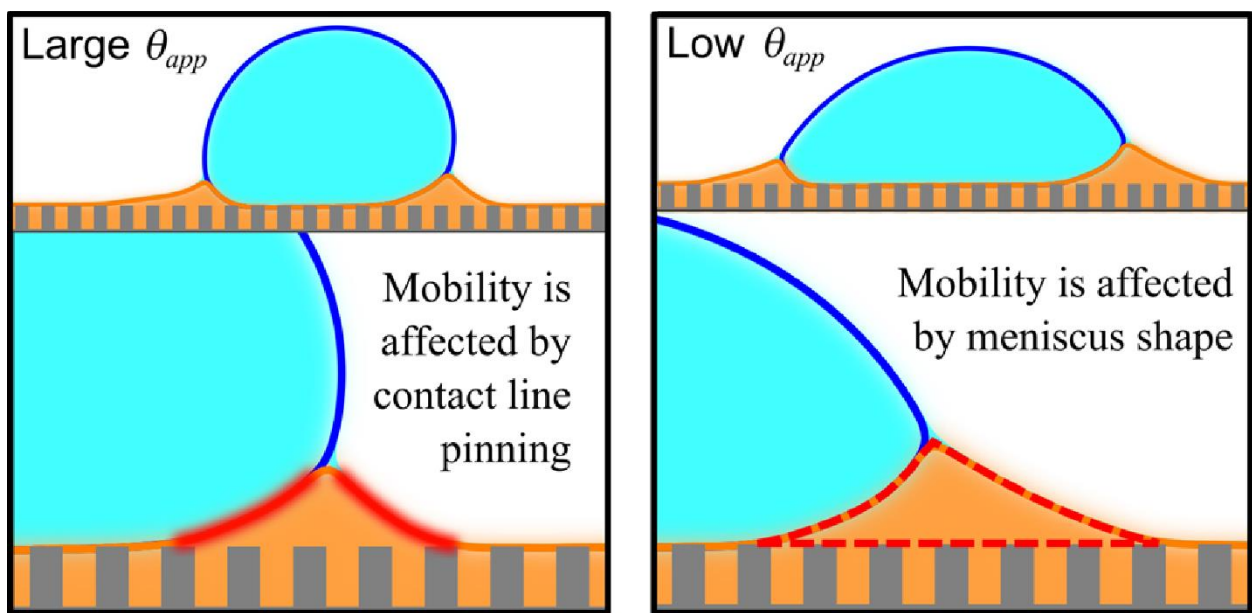 Large θapp
Mobility is
affected by
contact line
pinning
Low θapp
Mobility is affected
by meniscus shape